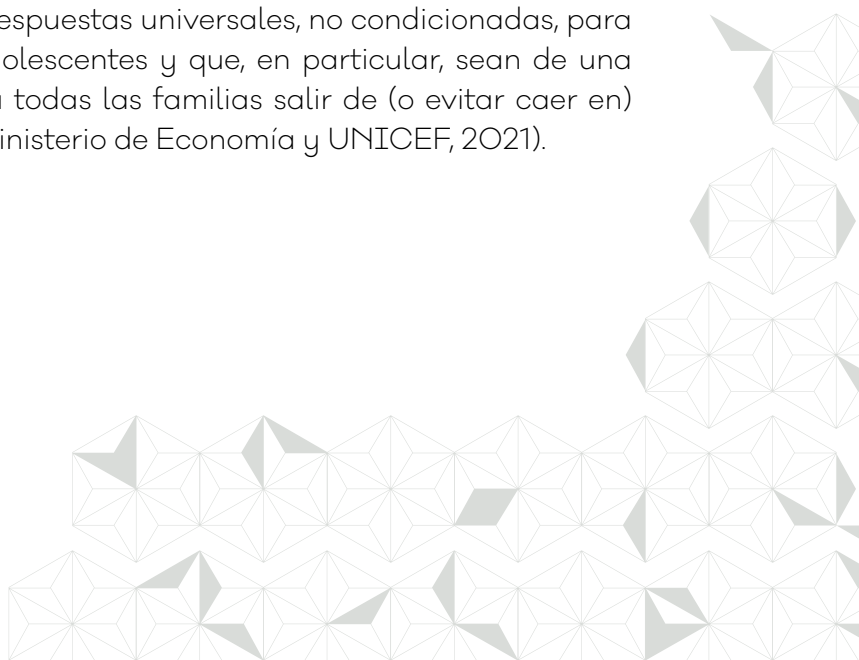 espuestas universales, no condicionadas, para
olescentes y que, en particular, sean de una
todas las familias salir de (o evitar caer en)
inisterio de Economía y UNICEF, 2021).